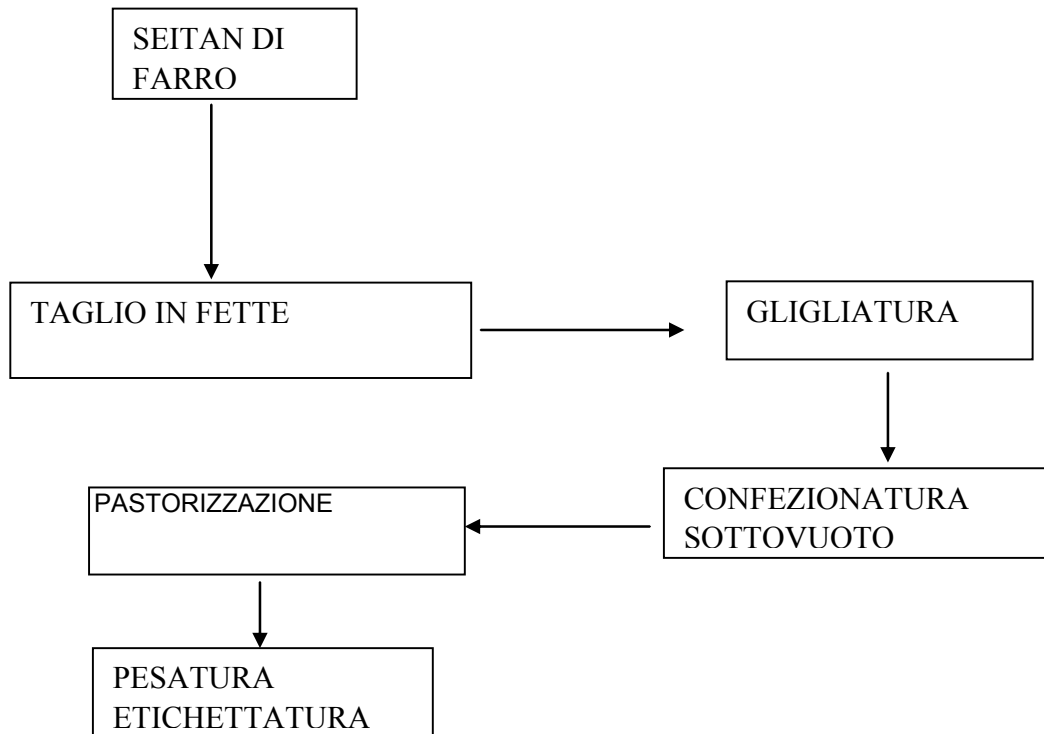 SEITAN DI
FARRO
TAGLIO IN FETTE
GLIGLIATURA
CONFEZIONATURA
SOTTOVUOTO
PASTORIZZAZIONE
PESATURA
ETICHETTATURA